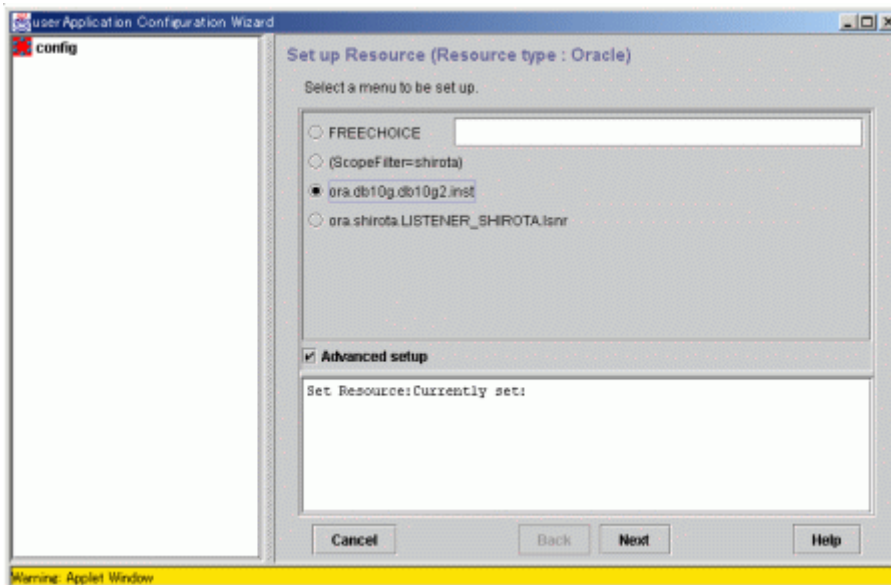 userApplication Configuration Wizard
config
Set up Resource (Resource type : Oracle)
Select a menu to be set up.
FREECHOICE
(ScopeFilter=shirota)
ora.db10g.db10g2.inst
ora.shirota.LISTENER_SHIROTA.lsnr
Advanced setup
Set Resource:Currently set:
Cancel
Back
Next
Help
Warning: Applet Window